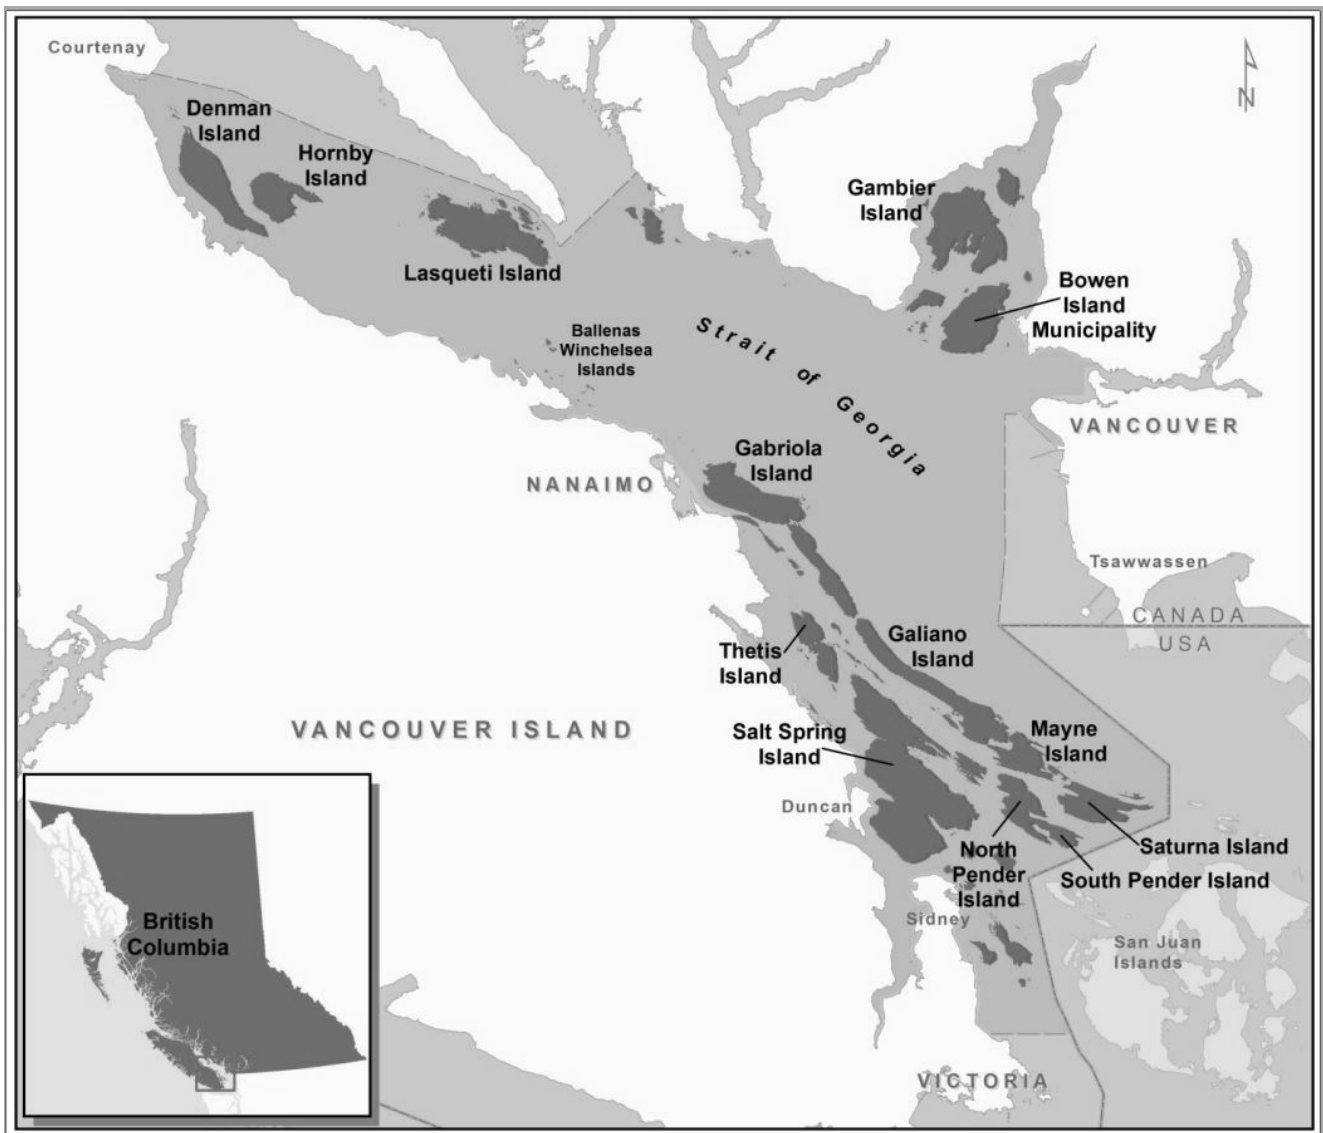 Courtenay
Denman
Island
Hornby
Island
Lasqueti Island
Gambier
Island
N
Bowen
Island
Municipality
Ballenas
Winchelsea
Islands
Strait of Georgia
VANCOUVER
Gabriola
Island
NANAIMO
Tsawwassen
CANADA
USA
Galiano
Island
Thetis
Island
VANCOUVER ISLAND
Salt Spring
Island
Mayne
Island
Duncan
North
Pender
Island
Saturna Island
South Pender Island
Sidney
San Juan
Islands
British
Columbia
VICTORIA